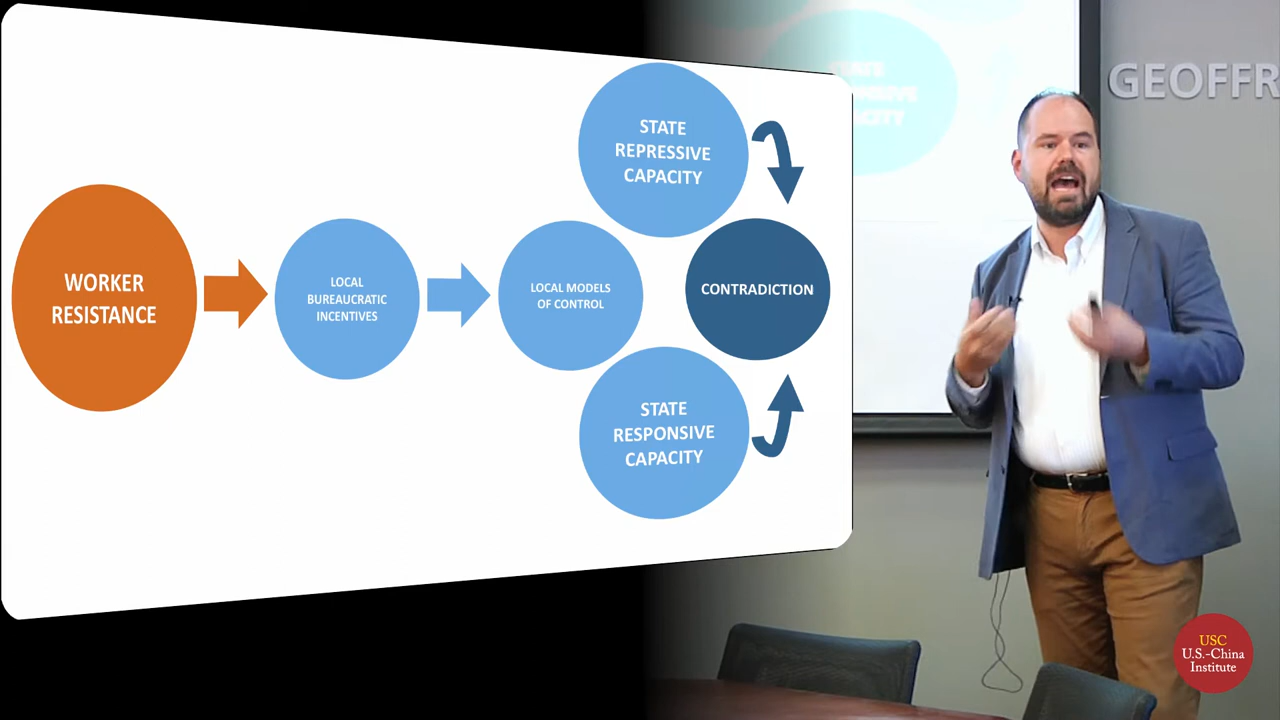 WORKER
RESISTANCE
LOCAL
BUREAUCRATIC
INCENTIVES
LOCAL MODELS
OF CONTROL
STATE
REPRESSIVE
CAPACITY
CONTRADICTION
STATE
RESPONSIVE
CAPACITY
GEOFFR
USC
U.S.-China
Institute